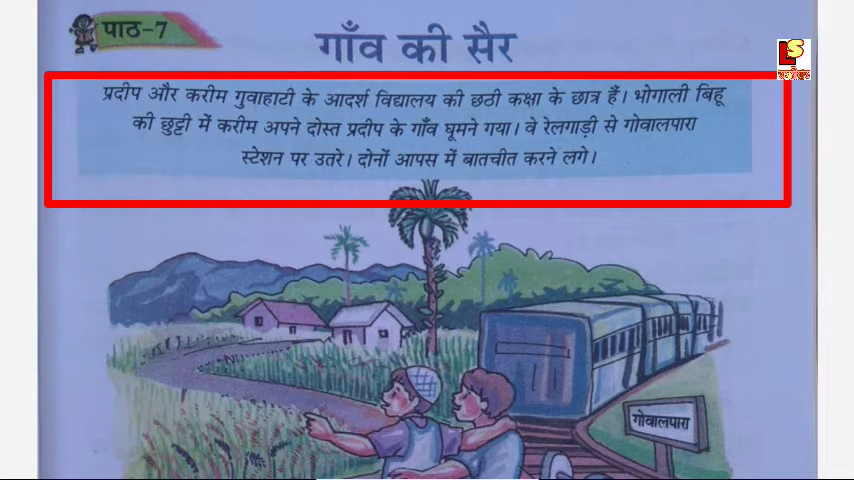 पाठ-7
गाँव की सैर
LS
प्रदीप और करीम गुवाहाटी के आदर्श विद्यालय की छठी कक्षा के छात्र हैं। भोगाली बिहू
की छुट्टी में करीम अपने दोस्त प्रदीप के गाँव घूमने गया। वे रेलगाड़ी से गोवालपारा
स्टेशन पर उतरे। दोनों आपस में बातचीत करने लगे।
गोवालपारा